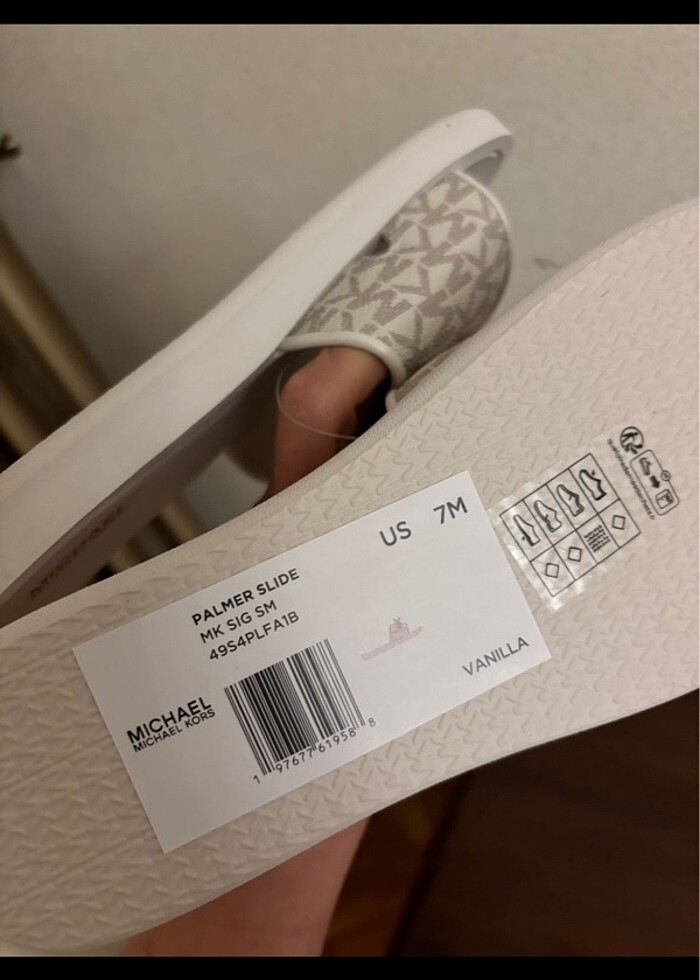 US 7M
PALMER SLIDE
MK SIG SM
49S4PLFA1B
VANILLA
MICHAEL
MICHAEL KORS
1 97677 61958 8